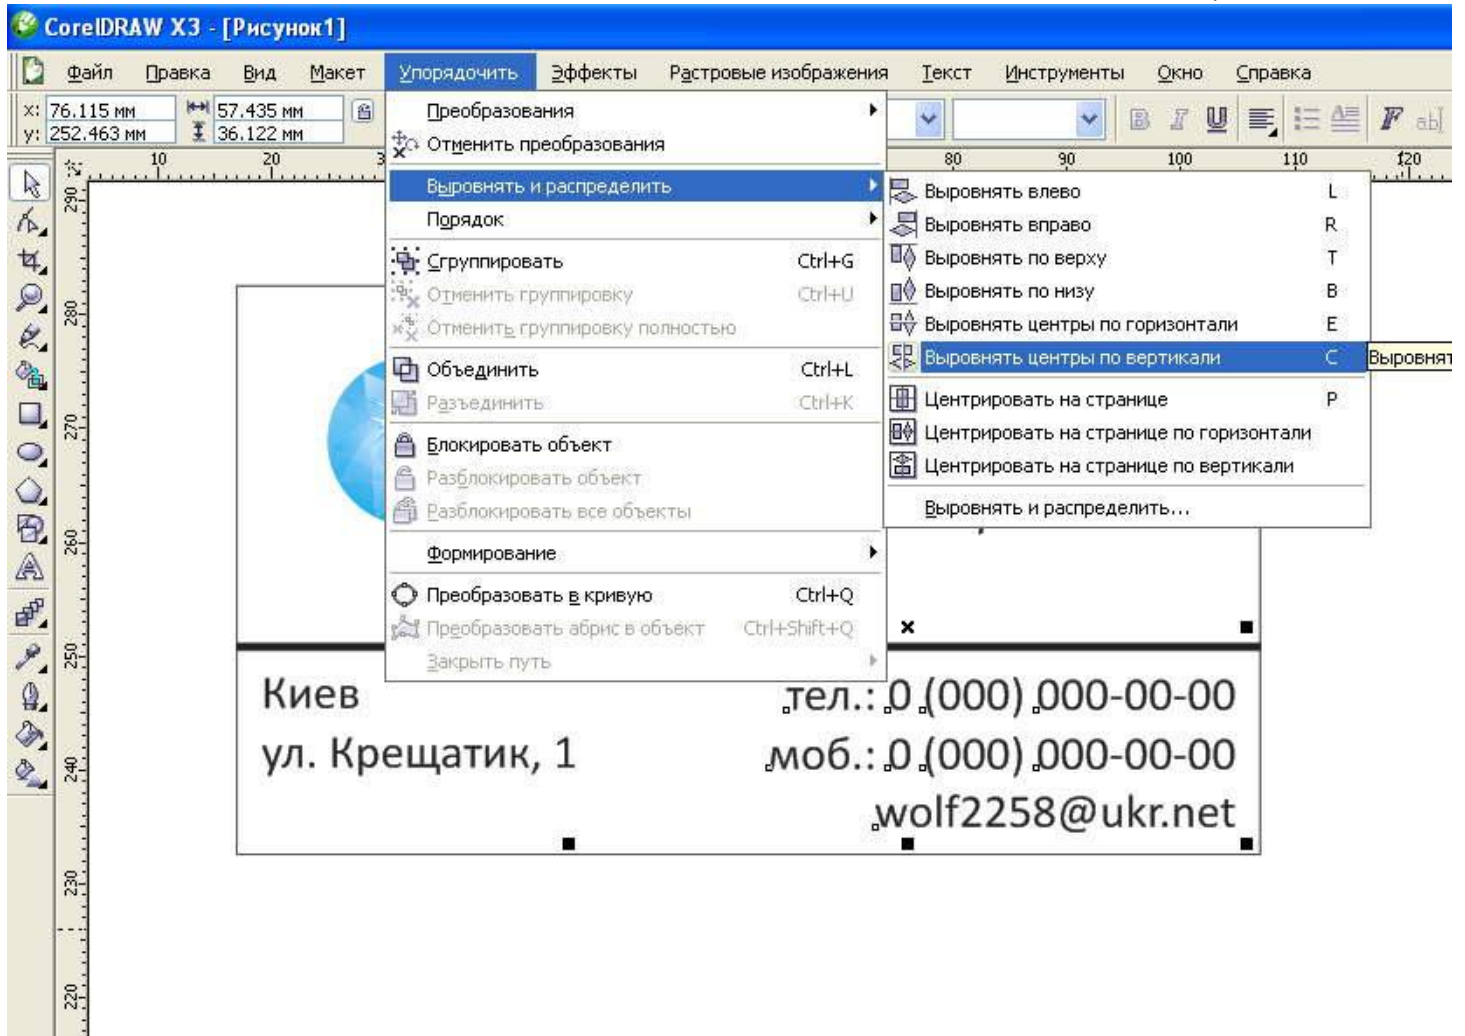 CorelDRAW X3 - [Рисунок1]
Файл Правка Вид Макет Упорядочить Эффекты Растровые изображения Текст Инструменты Окно Справка
x: 76.115 мм 57.435 мм
y: 252.463 мм 36.122 мм
B I U F ab
10 20 3 80 90 100 110 120
290
280
270
260
250
240
230
220
Преобразования
Отменить преобразования
Выровнять и распределить
Порядок
Сгруппировать Ctrl+G
Отменить группировку Ctrl+U
Отменить группировку полностью
Объединить Ctrl+L
Разъединить Ctrl+K
Блокировать объект
Разблокировать объект
Разблокировать все объекты
Формирование
Преобразовать в кривую Ctrl+Q
Преобразовать абрис в объект Ctrl+Shift+Q
Закрыть путь
Выровнять влево L
Выровнять вправо R
Выровнять по верху T
Выровнять по низу B
Выровнять центры по горизонтали E
Выровнять центры по вертикали C
Выровнят
Центрировать на странице P
Центрировать на странице по горизонтали
Центрировать на странице по вертикали
Выровнять и распределить...
Киев тел.: 0 (000) 000-00-00
ул. Крещатик, 1 моб.: 0 (000) 000-00-00
wolf2258@ukr.net